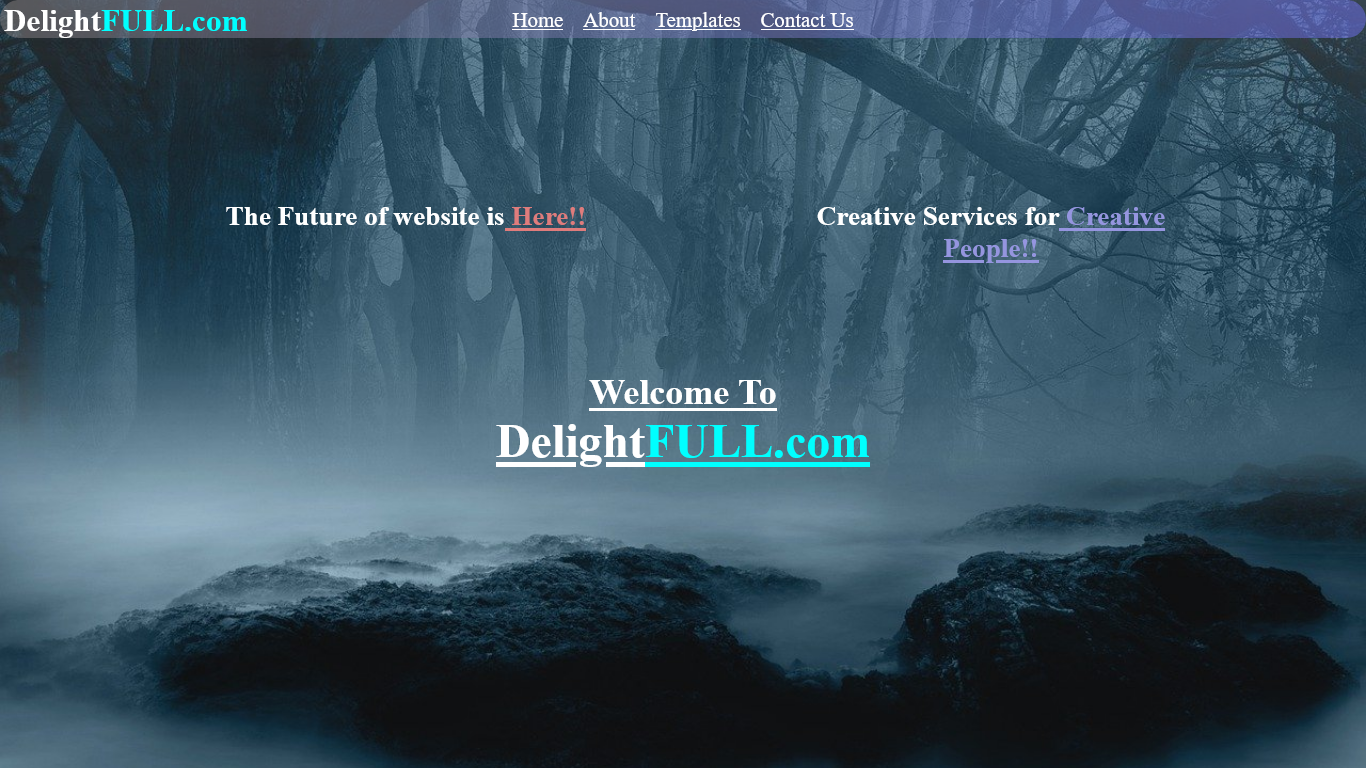 DelightFULL.com
Home About Templates Contact Us
The Future of website is Here!!
Creative Services for Creative
People!!
Welcome To
DelightFULL.com